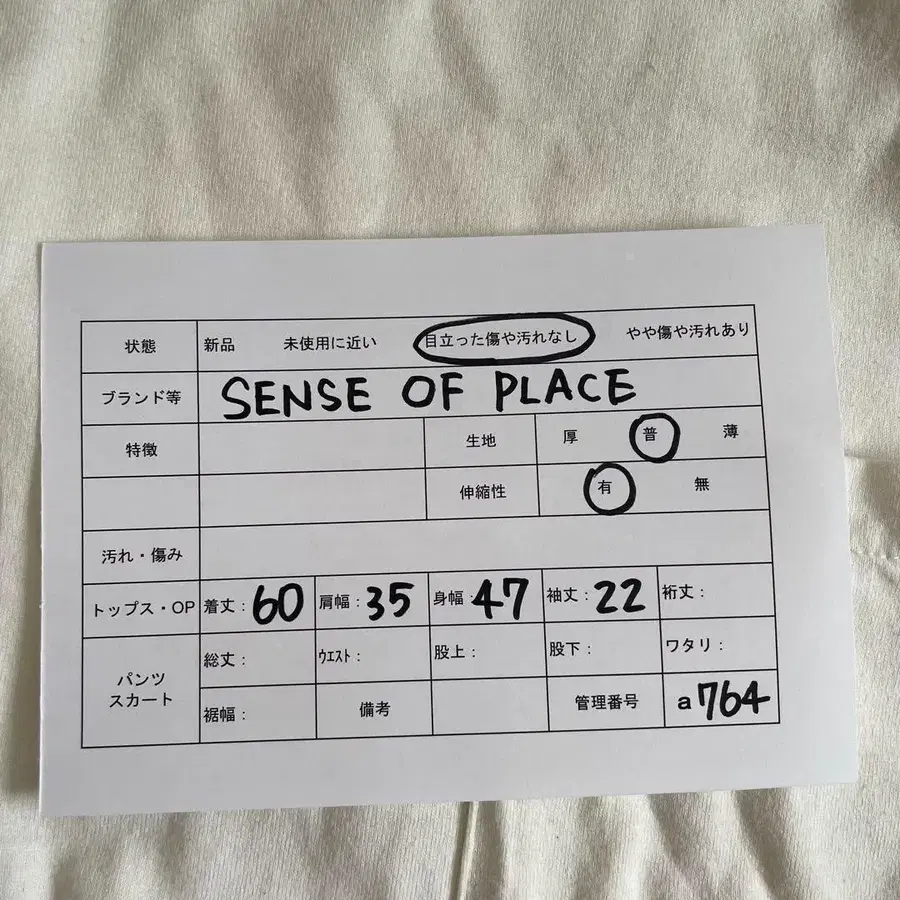 状態 新品 未使用に近い 目立った傷や汚れなし やや傷や汚れあり
ブランド等 SENSE OF PLACE
特徴 生地 厚 普 薄
伸縮性 有 無
汚れ・傷み
トップス・OP 着丈：60 肩幅：35 身幅：47 袖丈：22 裄丈：
パンツ スカート 総丈： ウエスト： 股上： 股下： ワタリ：
裾幅： 備考 管理番号 a764